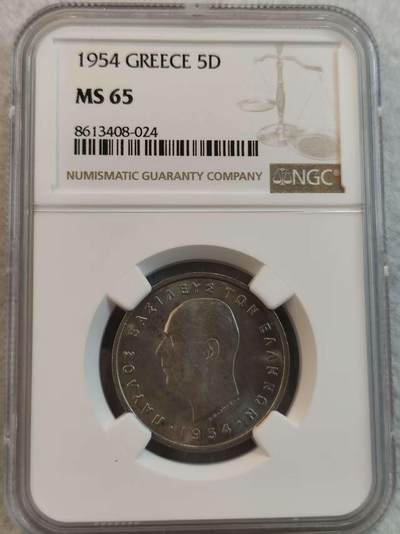 1954 GREECE 5D
MS 65
8613408-024
NUMISMATIC GUARANTY COMPANY
NGC
ΠΑΥΛΟΣ ΒΑΣΙΛΕΥΣ ΤΩΝ ΕΛΛΗΝΩΝ
·1954·